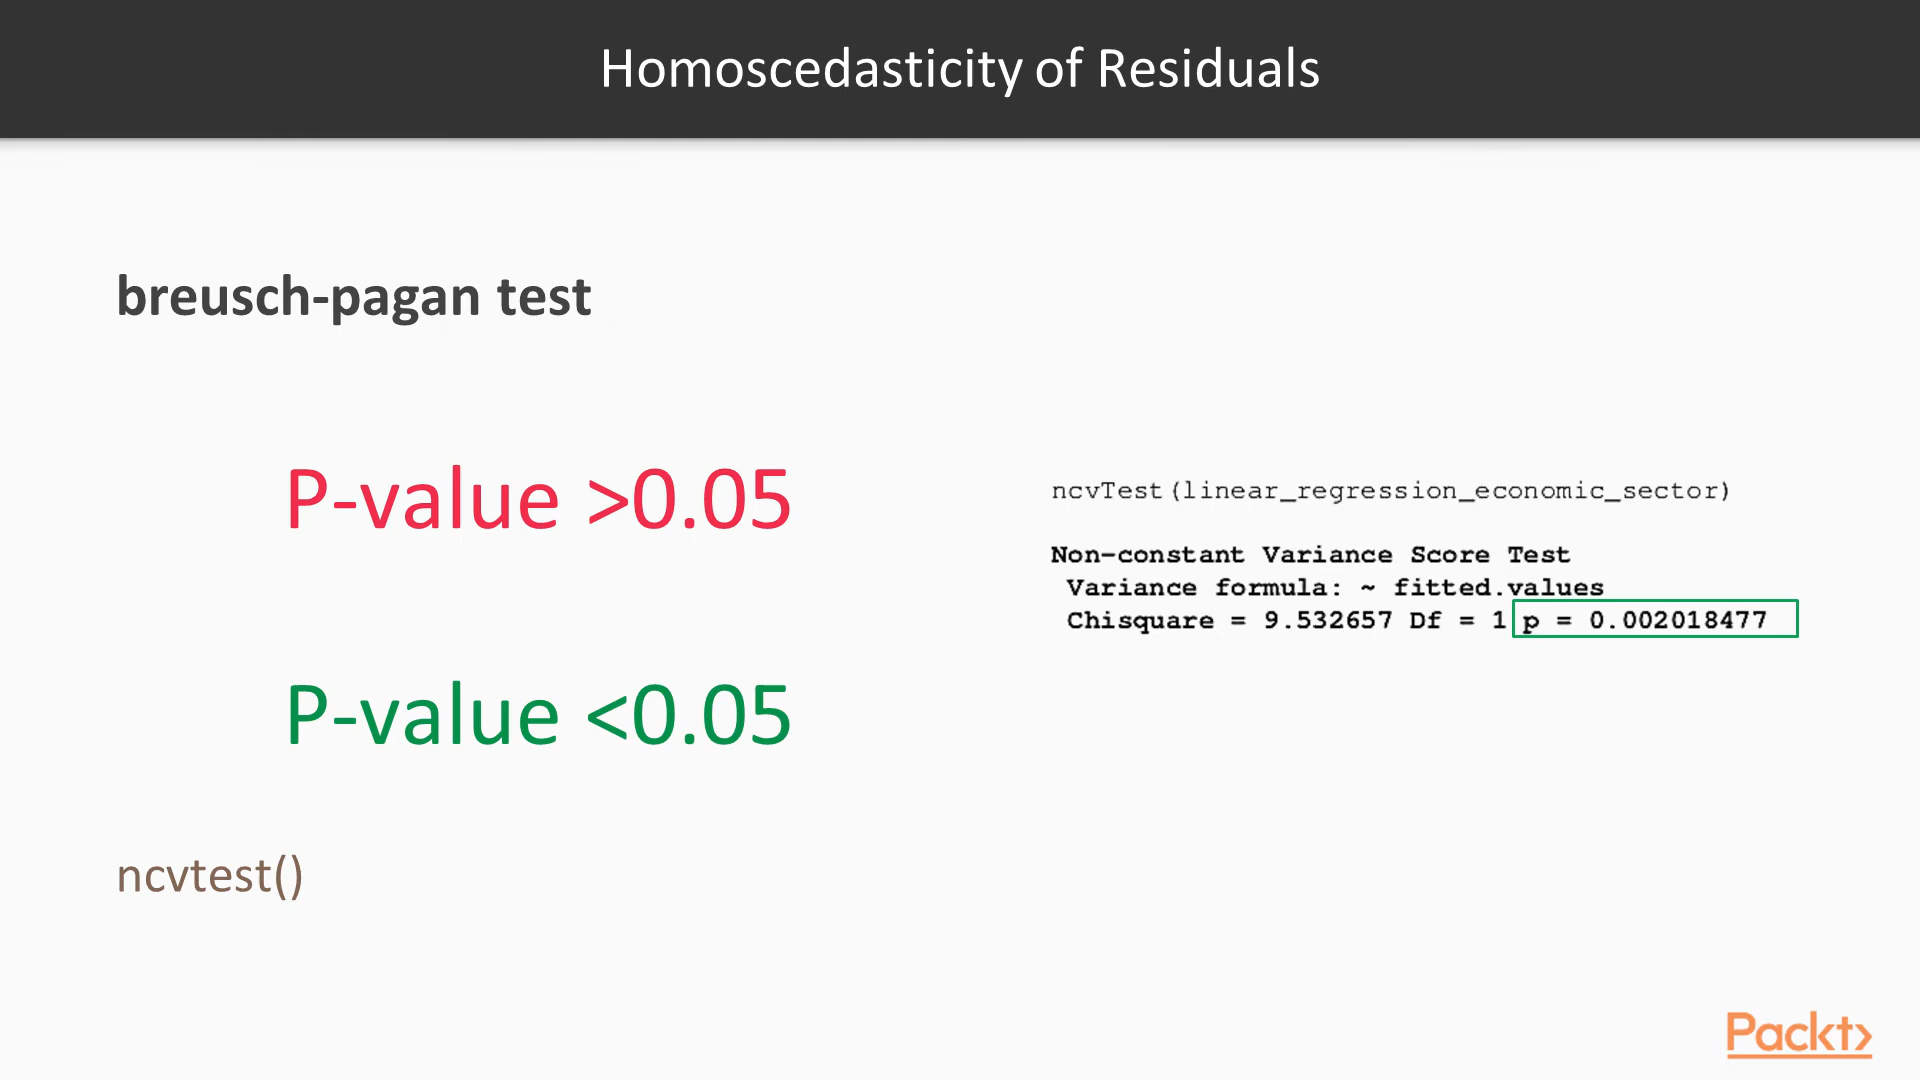 Homoscedasticity of Residuals
breusch-pagan test
P-value >0.05
P-value <0.05
ncvtest()
ncvTest(linear_regression_economic_sector)
Non-constant Variance Score Test
Variance formula: ~ fitted.values
Chisquare = 9.532657 Df = 1 p = 0.002018477
Packt>